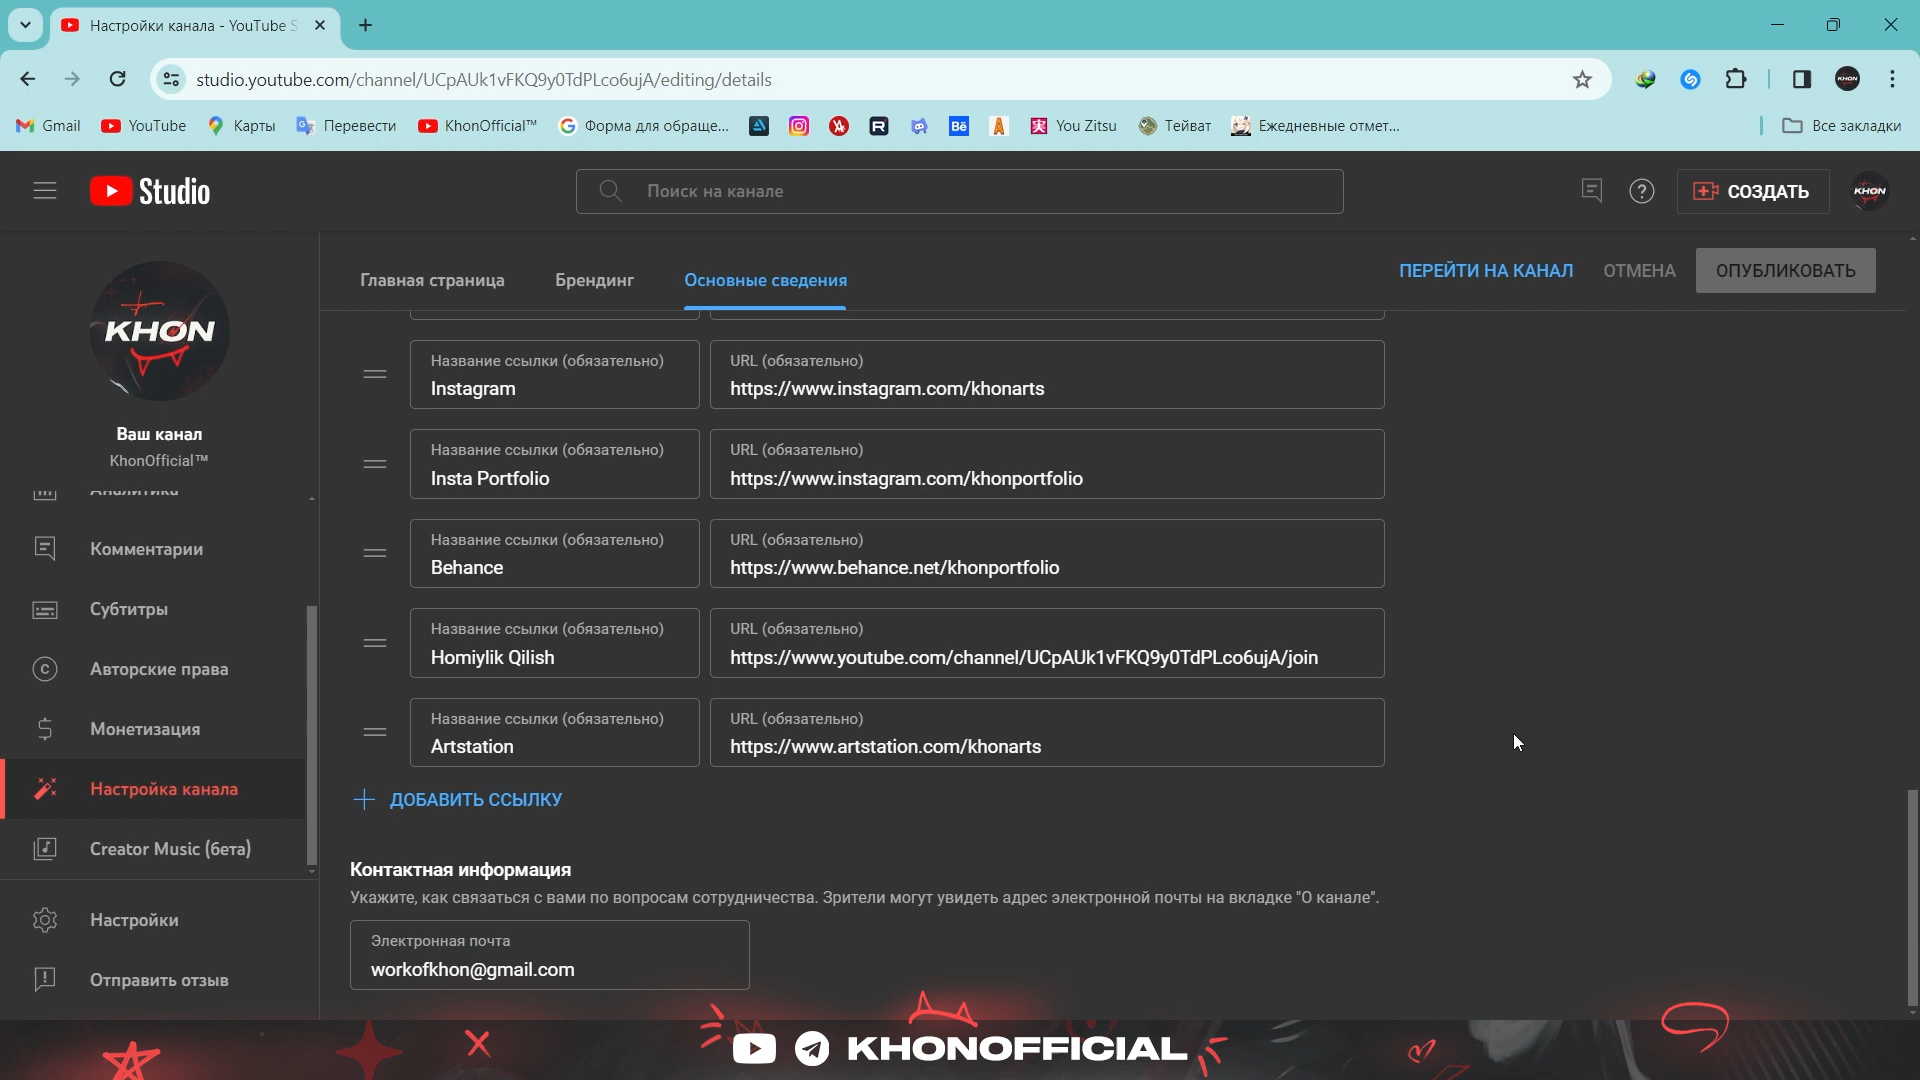 Настройки канала - YouTube S
studio.youtube.com/channel/UCpAUk1vFKQ9y0TdPLco6ujA/editing/details
KHON
Gmail
YouTube
Карты
Перевести
KhonOfficial™
Форма для обраще...
Bē
You Zitsu
Тейват
Ежедневные отмет...
Все закладки
Studio
Поиск на канале
СОЗДАТЬ
KHON
KHON
Ваш канал
KhonOfficial™
Аналитика
Комментарии
Субтитры
Авторские права
Монетизация
Настройка канала
Creator Music (бета)
Настройки
Отправить отзыв
Главная страница
Брендинг
Основные сведения
ПЕРЕЙТИ НА КАНАЛ
ОТМЕНА
ОПУБЛИКОВАТЬ
Название ссылки (обязательно)
Instagram
URL (обязательно)
https://www.instagram.com/khonarts
Название ссылки (обязательно)
Insta Portfolio
URL (обязательно)
https://www.instagram.com/khonportfolio
Название ссылки (обязательно)
Behance
URL (обязательно)
https://www.behance.net/khonportfolio
Название ссылки (обязательно)
Homiylik Qilish
URL (обязательно)
https://www.youtube.com/channel/UCpAUk1vFKQ9y0TdPLco6ujA/join
Название ссылки (обязательно)
Artstation
URL (обязательно)
https://www.artstation.com/khonarts
ДОБАВИТЬ ССЫЛКУ
Контактная информация
Укажите, как связаться с вами по вопросам сотрудничества. Зрители могут увидеть адрес электронной почты на вкладке "О канале".
Электронная почта
workofkhon@gmail.com
KHONOFFICIAL